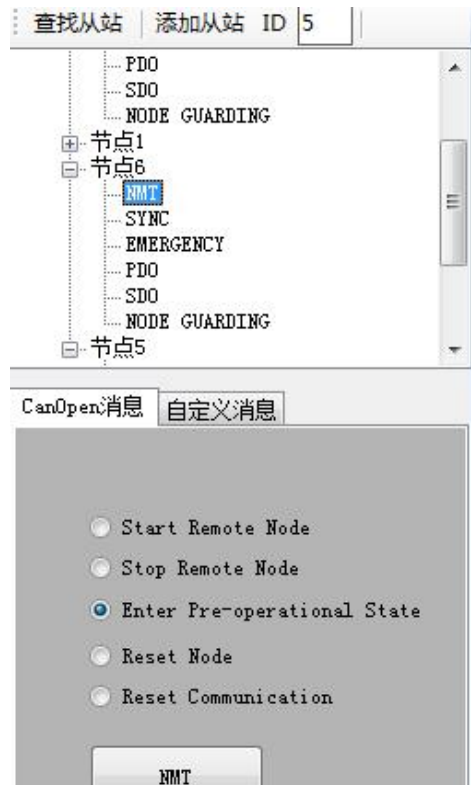 查找从站 添加从站 ID 5
PDO
SDO
NODE GUARDING
节点1
节点6
NMT
SYNC
EMERGENCY
PDO
SDO
NODE GUARDING
节点5
CanOpen消息 自定义消息
Start Remote Node
Stop Remote Node
Enter Pre-operational State
Reset Node
Reset Communication
NMT